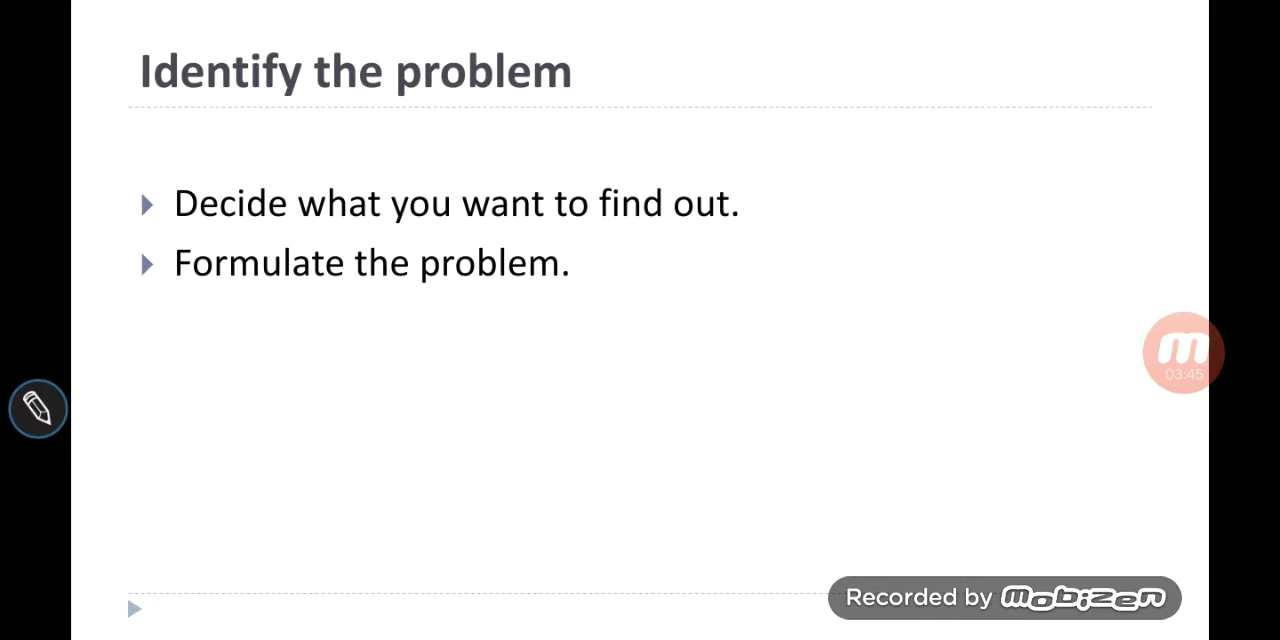 Identify the problem
Decide what you want to find out.
Formulate the problem.
m
03:45
Recorded by mobizen